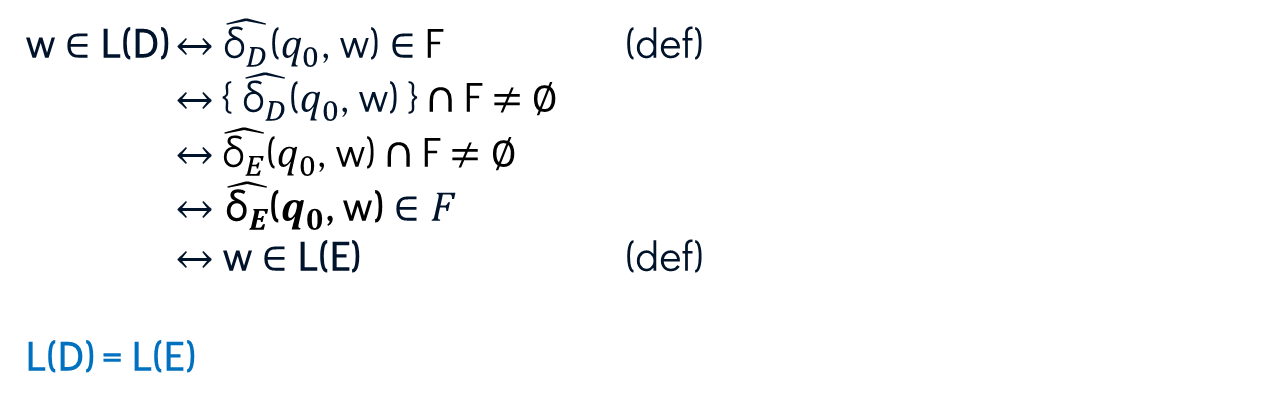 w ∈ L(D) ↔ δ̂_D(q₀, w) ∈ F (def)
↔ { δ̂_D(q₀, w) } ∩ F ≠ ∅
↔ δ̂_E(q₀, w) ∩ F ≠ ∅
↔ δ̂_E(q₀, w) ∈ F
↔ w ∈ L(E) (def)
L(D) = L(E)